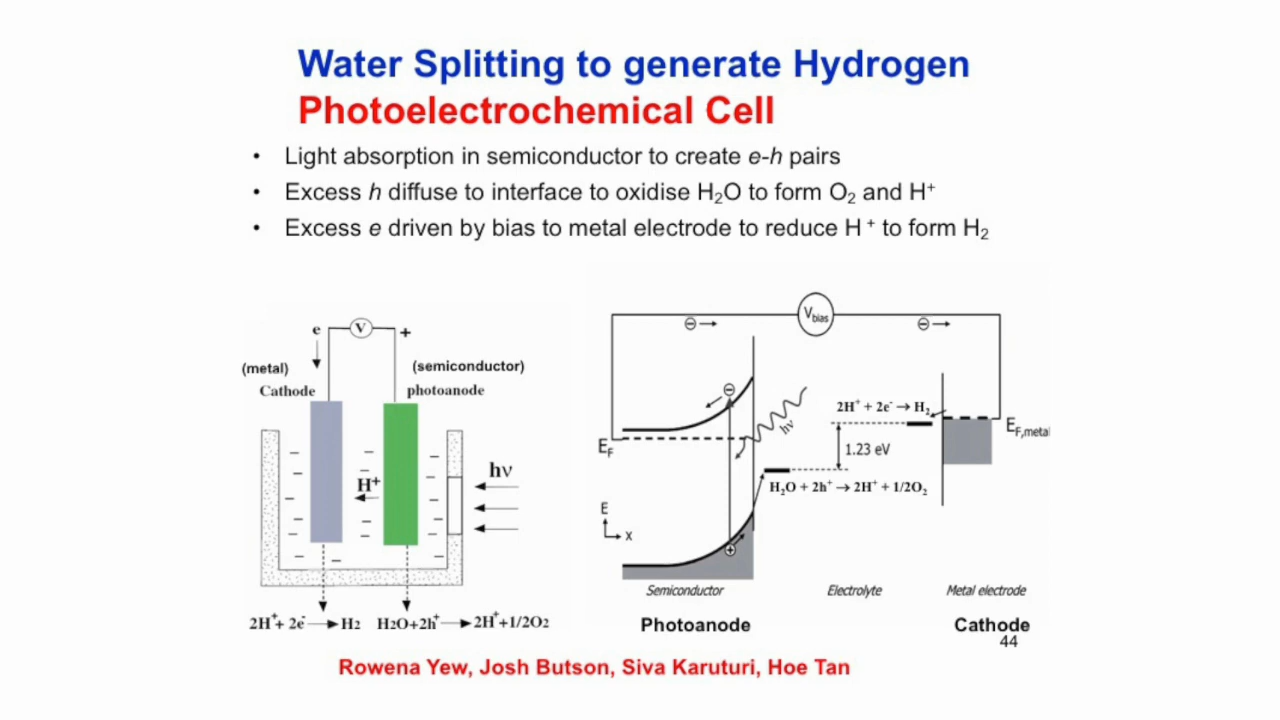 Water Splitting to generate Hydrogen
Photoelectrochemical Cell
• Light absorption in semiconductor to create e-h pairs
• Excess h diffuse to interface to oxidise H₂O to form O₂ and H⁺
• Excess e driven by bias to metal electrode to reduce H⁺ to form H₂
e V +
(metal) (semiconductor)
Cathode photoanode
H⁺
hν
2H⁺+ 2e⁻ → H₂ H₂O+2h⁺ → 2H⁺+1/2O₂
V bias
⊖→ ⊖→
⊖
hν
2H⁺ + 2e⁻ → H₂
E F,metal
E F
1.23 eV
H₂O + 2h⁺ → 2H⁺ + 1/2O₂
E
x
⊕
Semiconductor Electrolyte Metal electrode
Photoanode Cathode
44
Rowena Yew, Josh Butson, Siva Karuturi, Hoe Tan